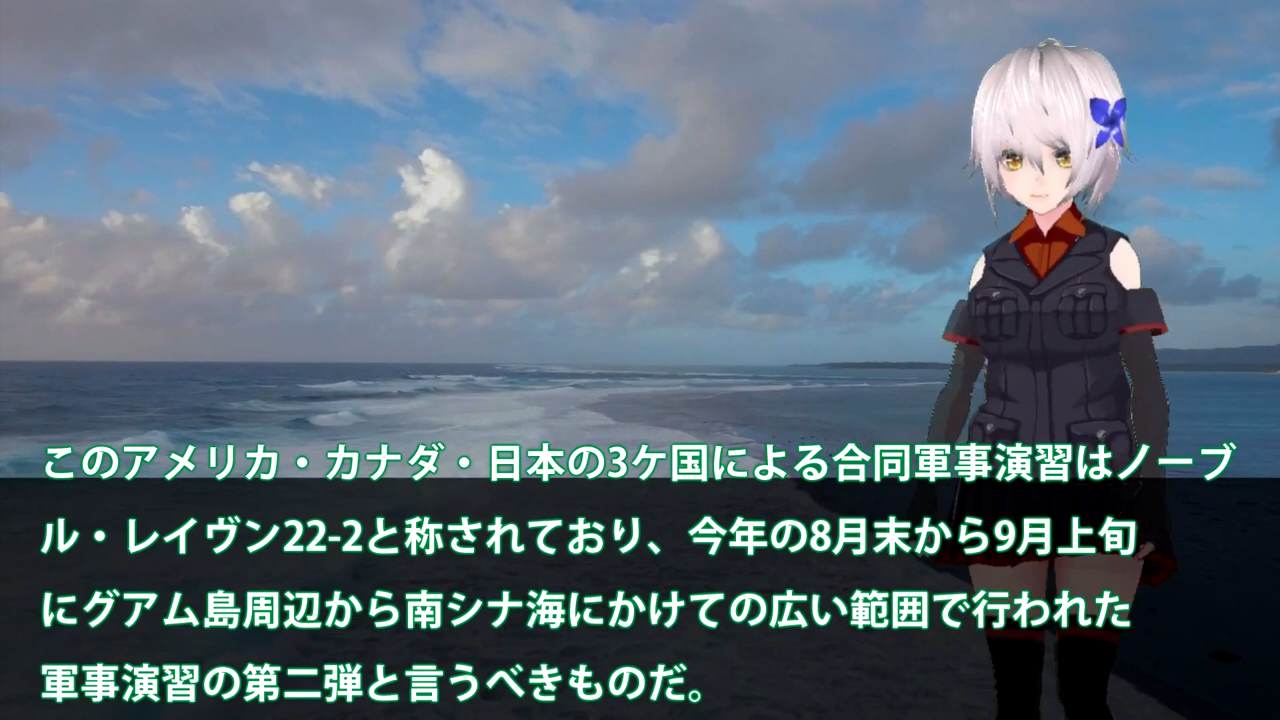 このアメリカ・カナダ・日本の3ケ国による合同軍事演習はノーブ
ル・レイヴン22-2と称されており、今年の8月末から9月上旬
にグアム島周辺から南シナ海にかけての広い範囲で行われた
軍事演習の第二弾と言うべきものだ。